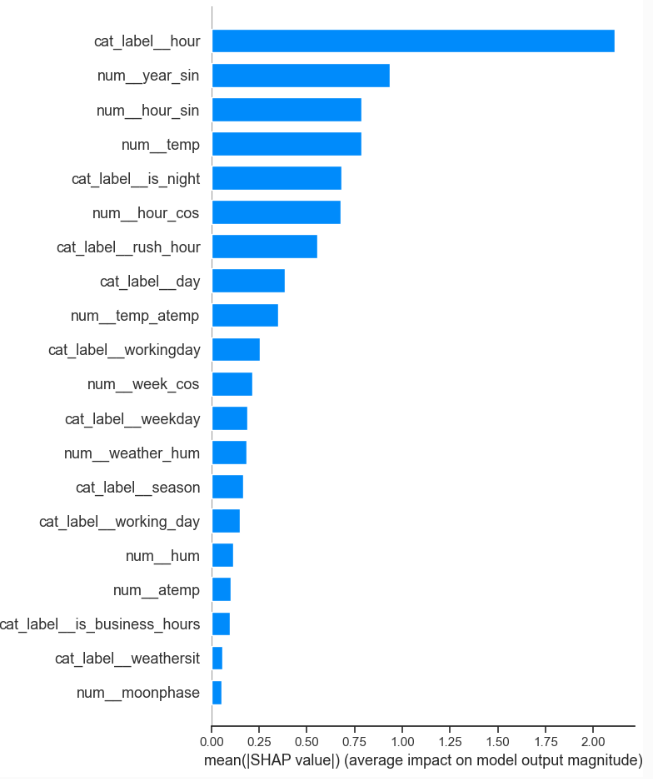 cat_label__hour
num__year_sin
num__hour_sin
num__temp
cat_label__is_night
num__hour_cos
cat_label__rush_hour
cat_label__day
num__temp_atemp
cat_label__workingday
num__week_cos
cat_label__weekday
num__weather_hum
cat_label__season
cat_label__working_day
num__hum
num__atemp
cat_label__is_business_hours
cat_label__weathersit
num__moonphase
0.00 0.25 0.50 0.75 1.00 1.25 1.50 1.75 2.00
mean(|SHAP value|) (average impact on model output magnitude)